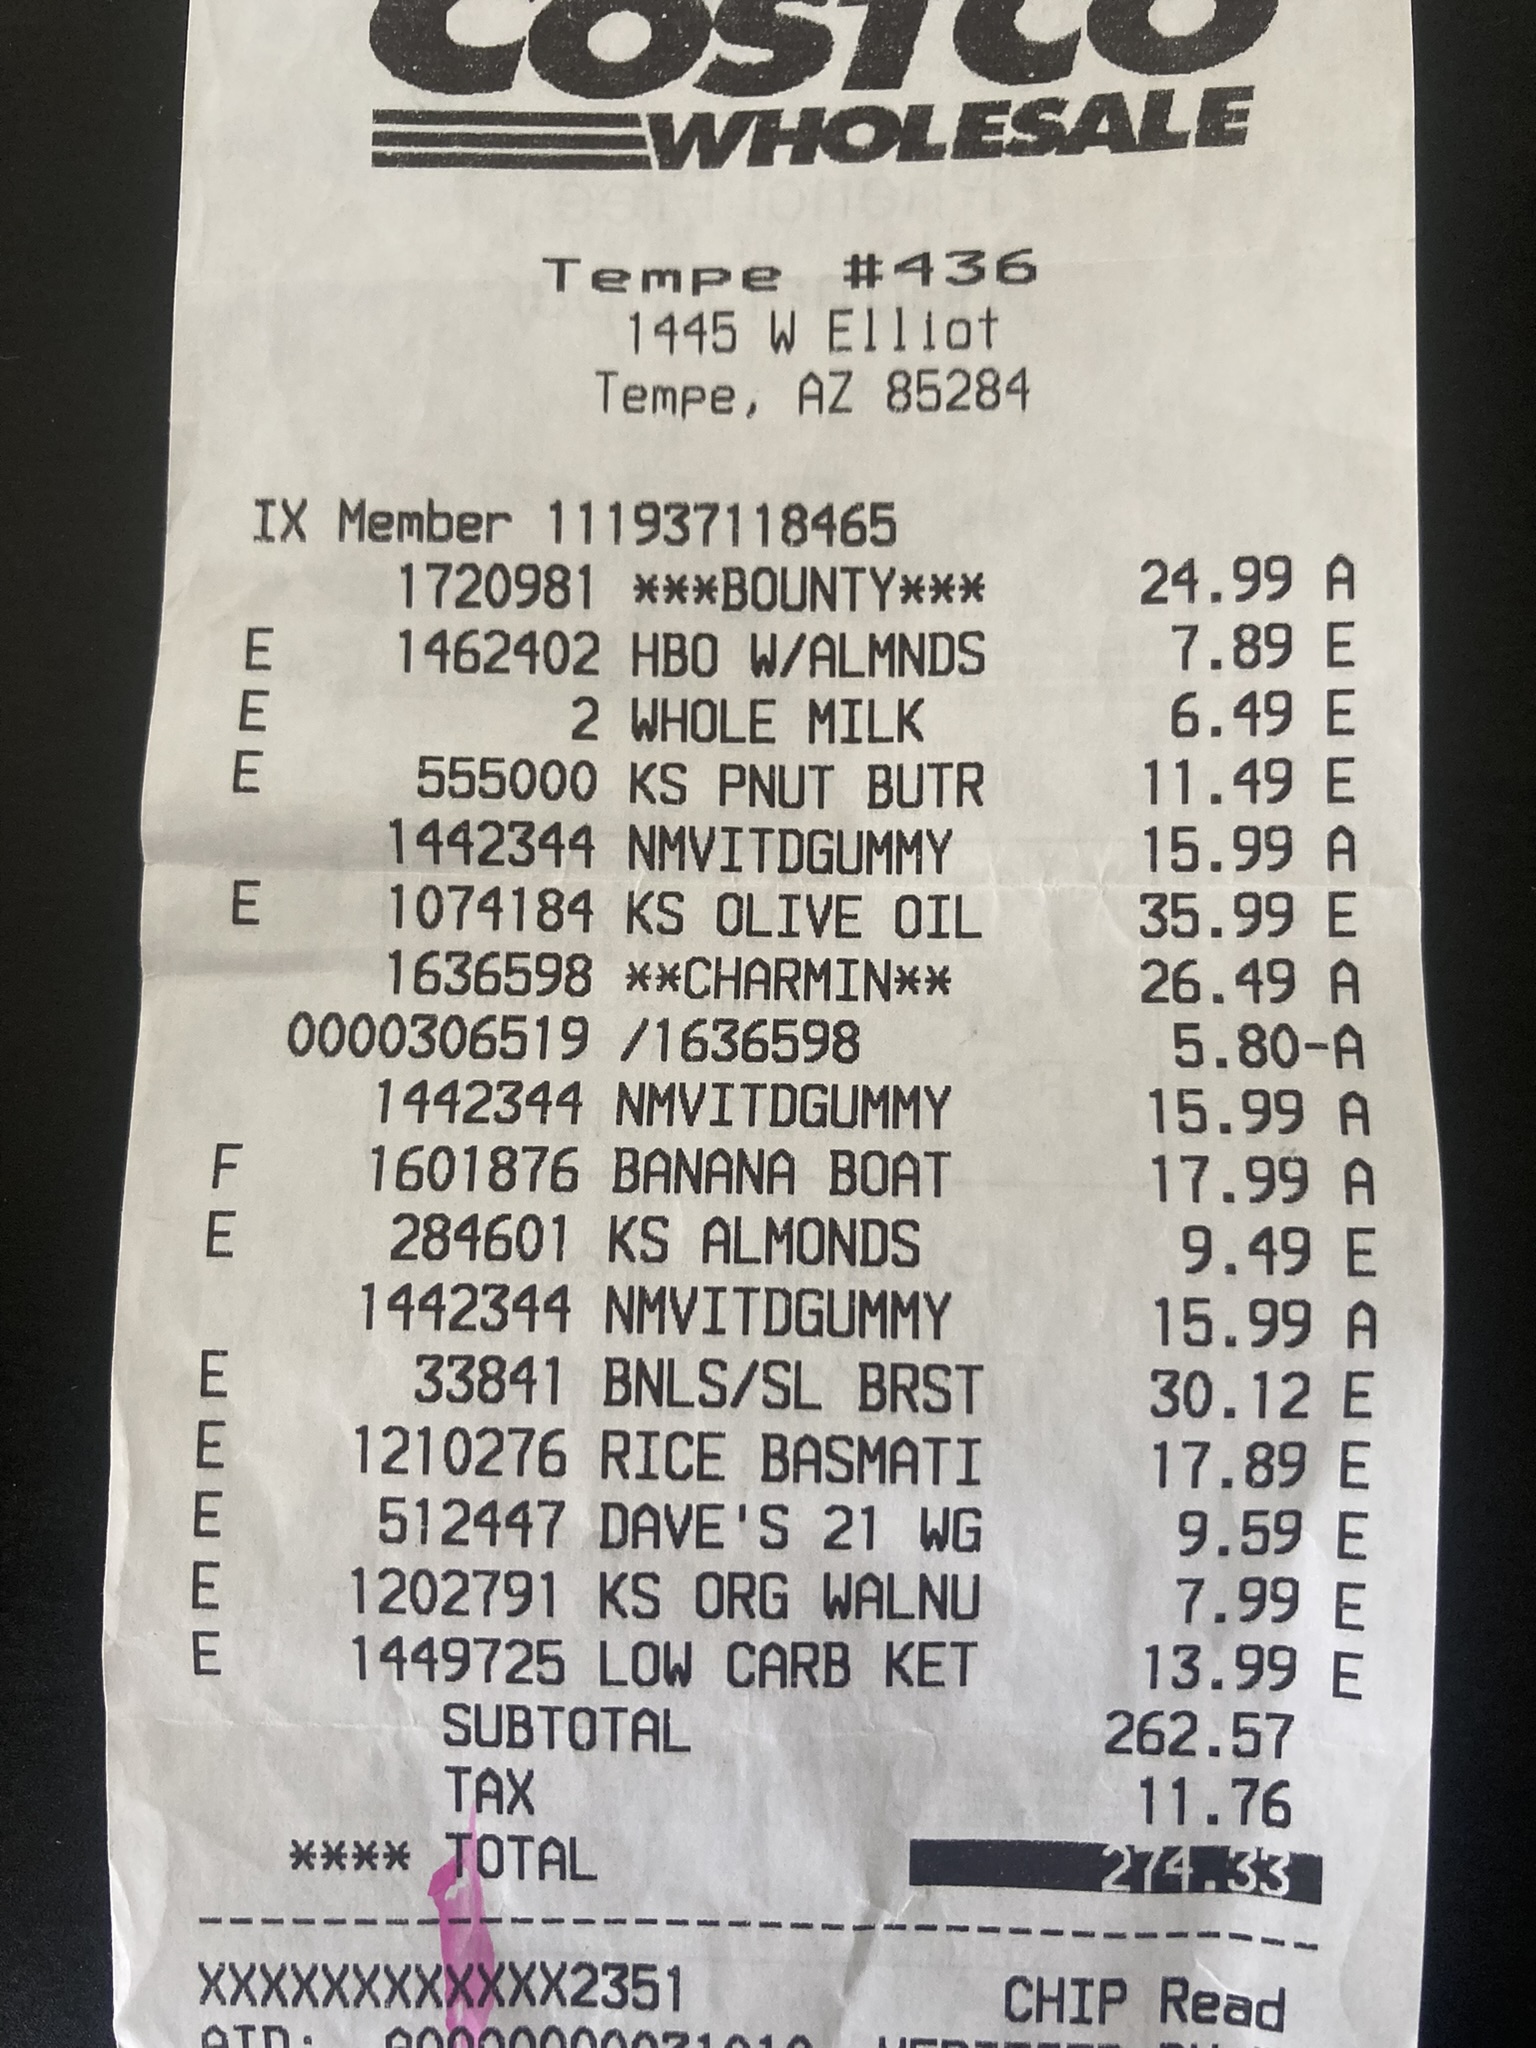 COSTCO
WHOLESALE
Tempe #436
1445 W Elliot
Tempe, AZ 85284
IX Member 111937118465
1720981 ***BOUNTY*** 24.99 A
E 1462402 HBO W/ALMNDS 7.89 E
E 2 WHOLE MILK 6.49 E
E 555000 KS PNUT BUTR 11.49 E
1442344 NMVITDGUMMY 15.99 A
E 1074184 KS OLIVE OIL 35.99 E
1636598 **CHARMIN** 26.49 A
0000306519 /1636598 5.80-A
1442344 NMVITDGUMMY 15.99 A
F 1601876 BANANA BOAT 17.99 A
E 284601 KS ALMONDS 9.49 E
1442344 NMVITDGUMMY 15.99 A
E 33841 BNLS/SL BRST 30.12 E
E 1210276 RICE BASMATI 17.89 E
E 512447 DAVE'S 21 WG 9.59 E
E 1202791 KS ORG WALNU 7.99 E
E 1449725 LOW CARB KET 13.99 E
SUBTOTAL 262.57
TAX 11.76
**** TOTAL 274.33
XXXXXXXXXXXX2351 CHIP Read
AID: